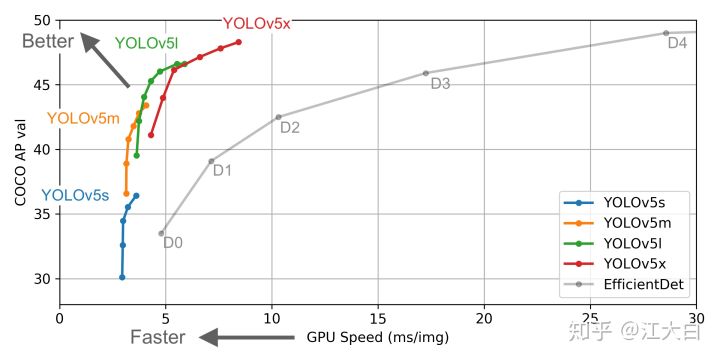 50
YOLOv5x
Better
YOLOv5l
D4
45
D3
YOLOv5m
D2
COCO AP val
40
D1
YOLOv5s
35
D0
30
YOLOv5s
YOLOv5m
YOLOv5l
YOLOv5x
EfficientDet
0 5 10 15 20 25 30
Faster
GPU Speed (ms/img)
知乎 @江大白